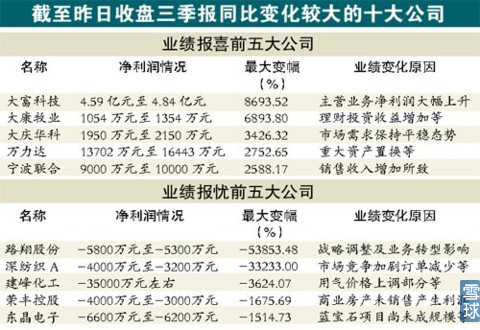 截至昨日收盘三季报同比变化较大的十大公司
业绩报喜前五大公司
名称 净利润情况 最大变幅（%） 业绩变化原因
大富科技 4.59 亿元至 4.84 亿元 8693.52 主营业务净利润大幅上升
大康牧业 1054 万元至 1354 万元 6893.80 理财投资收益增加等
大庆华科 1950 万元至 2150 万元 3426.32 市场需求保持平稳态势
万力达 13702 万元至 16443 万元 2752.65 重大资产置换等
宁波联合 9000 万元至 10000 万元 2588.17 销售收入增加所致
业绩报忧前五大公司
名称 净利润情况 最大变幅（%） 业绩变化原因
路翔股份 -5800万元至-5300万元 -53853.48 战略调整及业务转型影响
深纺织 A -4000万元至-3200万元 -33233.00 市场竞争加剧订单减少等
建峰化工 -35000万元左右 -3624.07 用气价格上调部分等
荣丰控股 -4000万元至-3000万元 -1675.69 商业房产未销售产生利润
东晶电子 -6600万元至-6200万元 -1514.73 蓝宝石项目尚未成规模等
雪球